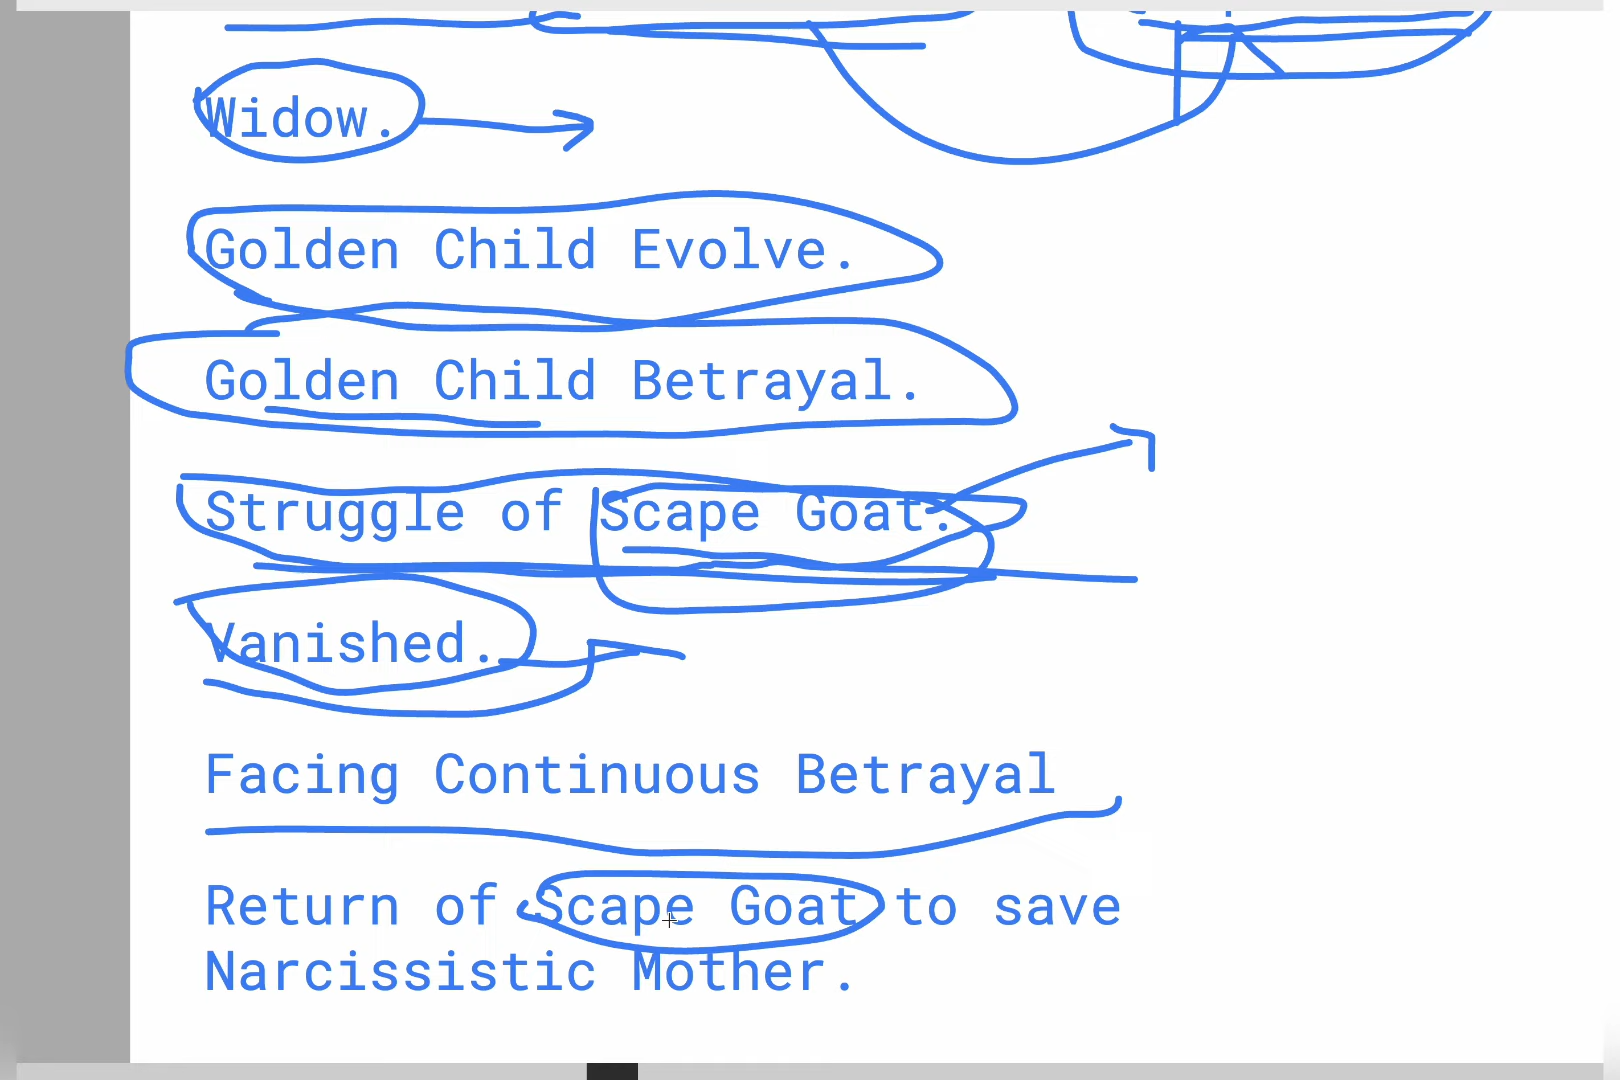 Widow.
Golden Child Evolve.
Golden Child Betrayal.
Struggle of Scape Goat.
Vanished.
Facing Continuous Betrayal
Return of Scape Goat to save
Narcissistic Mother.